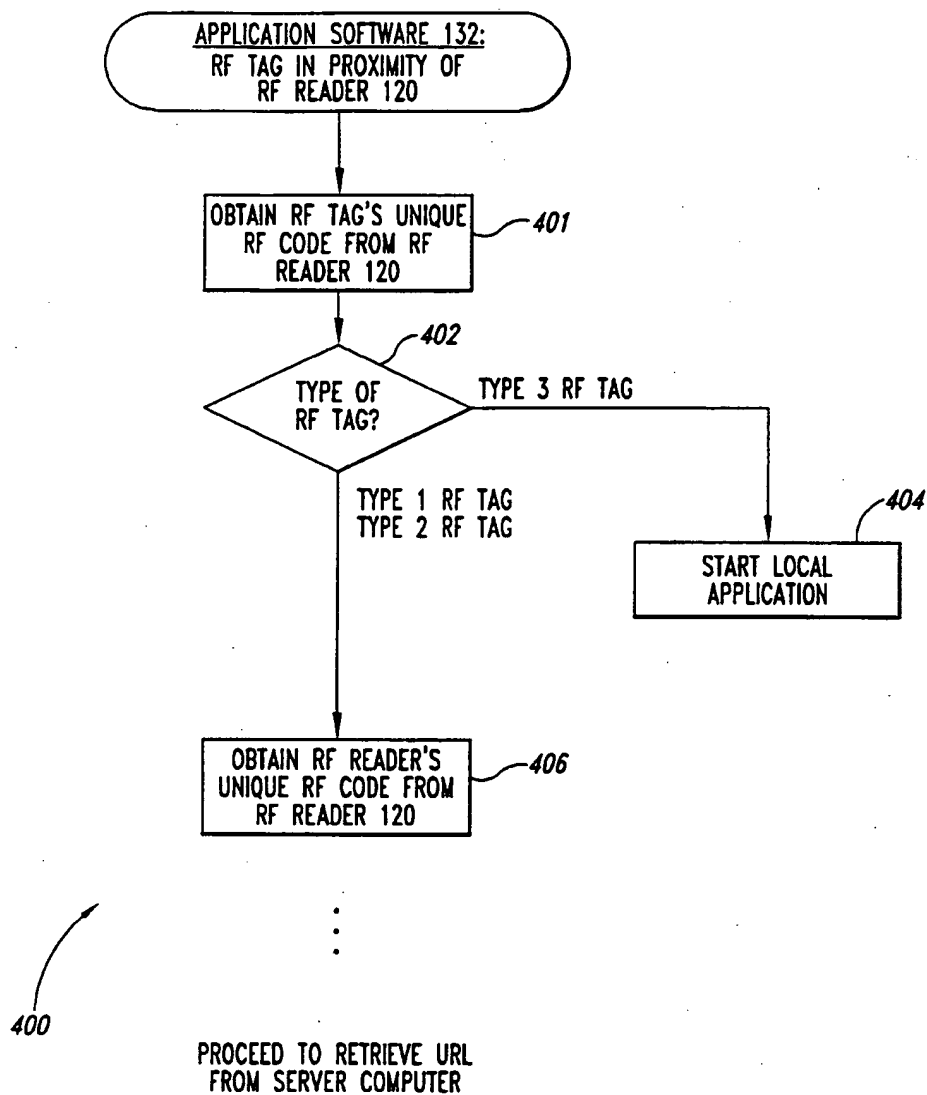 APPLICATION SOFTWARE 132:
RF TAG IN PROXIMITY OF
RF READER 120
OBTAIN RF TAG'S UNIQUE
RF CODE FROM RF
READER 120
401
402
TYPE OF
RF TAG?
TYPE 3 RF TAG
TYPE 1 RF TAG
TYPE 2 RF TAG
404
START LOCAL
APPLICATION
OBTAIN RF READER'S
UNIQUE RF CODE FROM
RF READER 120
406
400
PROCEED TO RETRIEVE URL
FROM SERVER COMPUTER